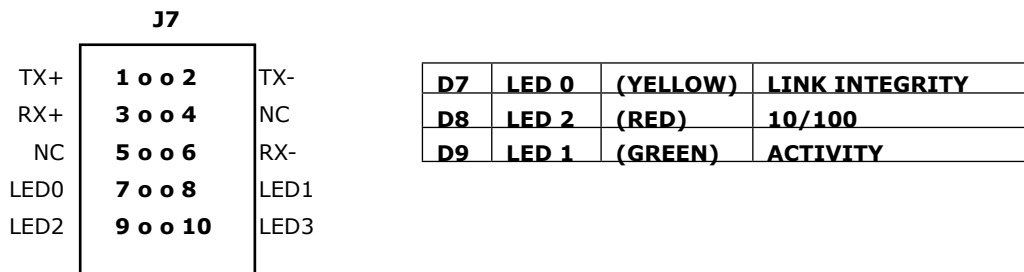 J7
TX+ 1 o o 2 TX-
RX+ 3 o o 4 NC
NC 5 o o 6 RX-
LED0 7 o o 8 LED1
LED2 9 o o 10 LED3
D7 LED 0 (YELLOW) LINK INTEGRITY
D8 LED 2 (RED) 10/100
D9 LED 1 (GREEN) ACTIVITY